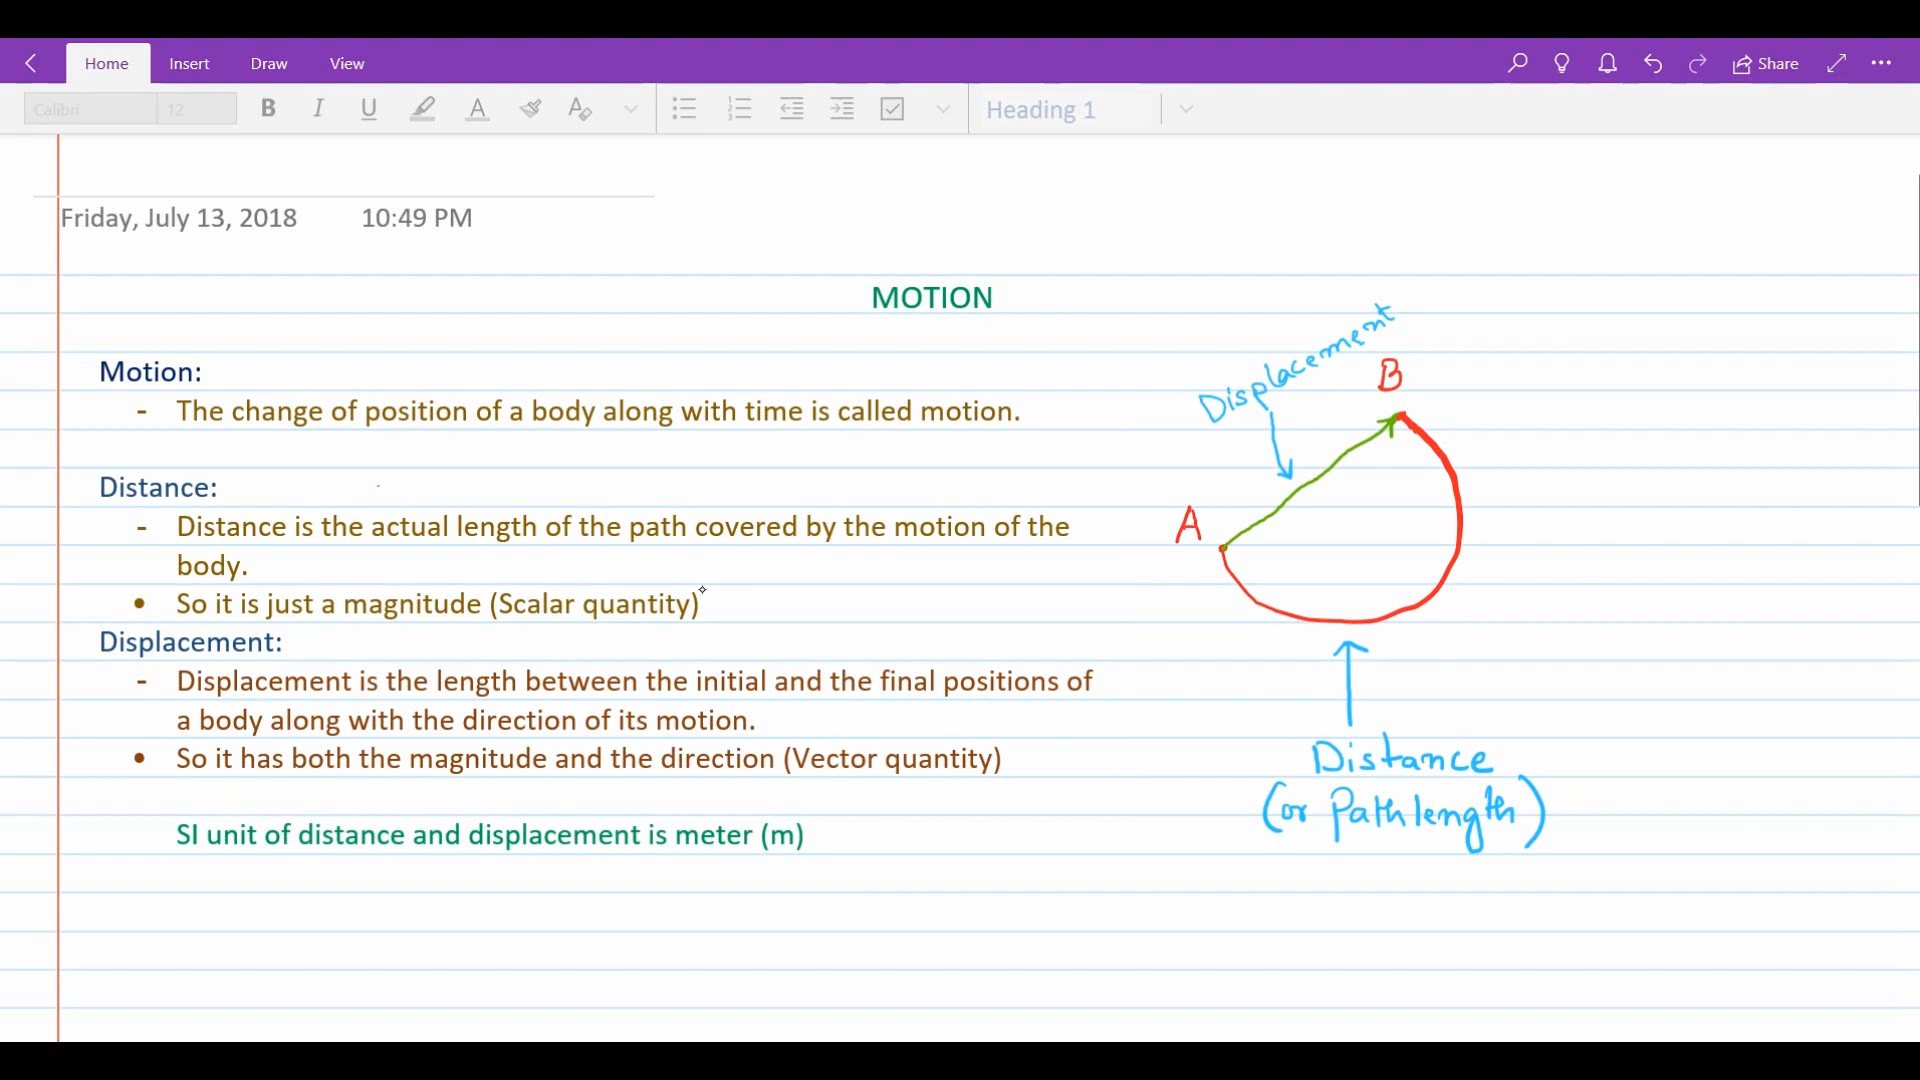 Home Insert Draw View Share
Calibri 12 B I U A A Heading 1
Friday, July 13, 2018 10:49 PM
MOTION
Motion:
- The change of position of a body along with time is called motion.
Distance:
- Distance is the actual length of the path covered by the motion of the
body.
• So it is just a magnitude (Scalar quantity)
Displacement:
- Displacement is the length between the initial and the final positions of
a body along with the direction of its motion.
• So it has both the magnitude and the direction (Vector quantity)
SI unit of distance and displacement is meter (m)
Displacement
B
A
Distance
(or Path length)